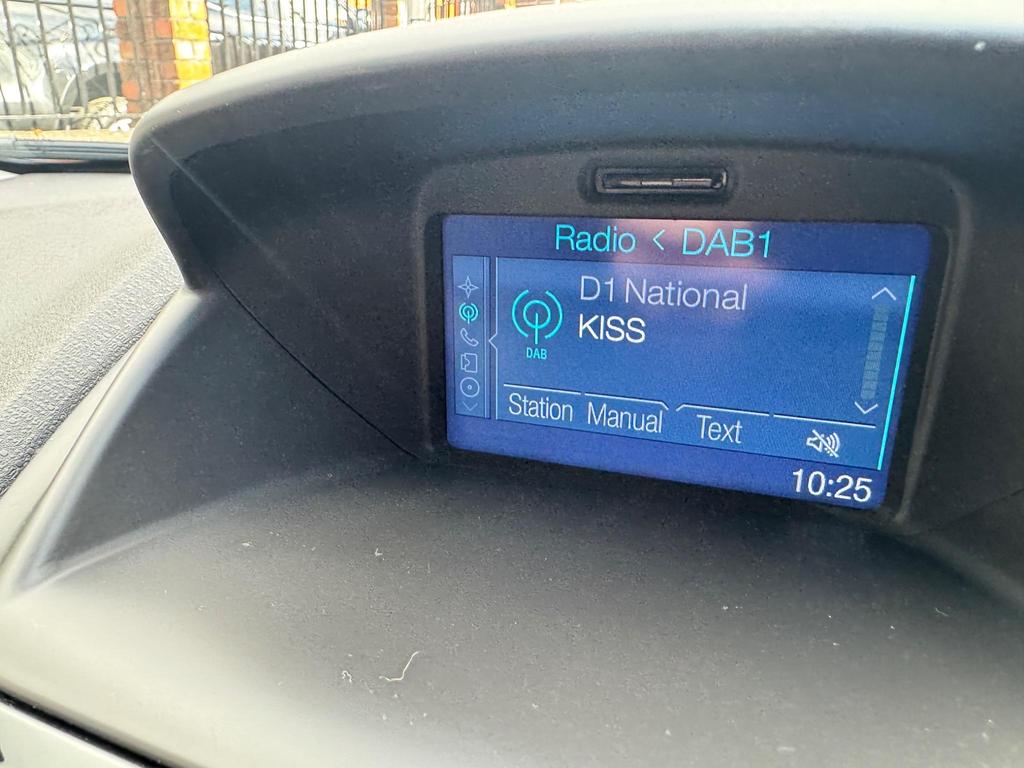 Radio < DAB1
D1 National
KISS
DAB
Station Manual Text
10:25